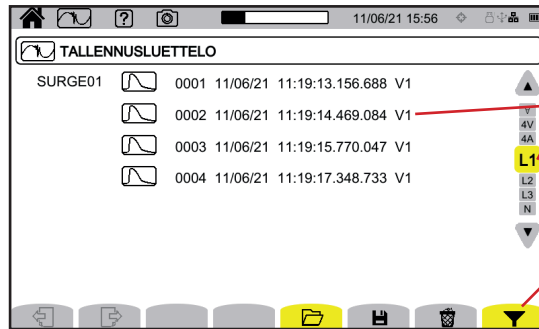 11/06/21 15:56
TALLENNUSLUETTELO
SURGE01 0001 11/06/21 11:19:13.156.688 V1
0002 11/06/21 11:19:14.469.084 V1
0003 11/06/21 11:19:15.770.047 V1
0004 11/06/21 11:19:17.348.733 V1
∀
4V
4A
L1
L2
L3
N